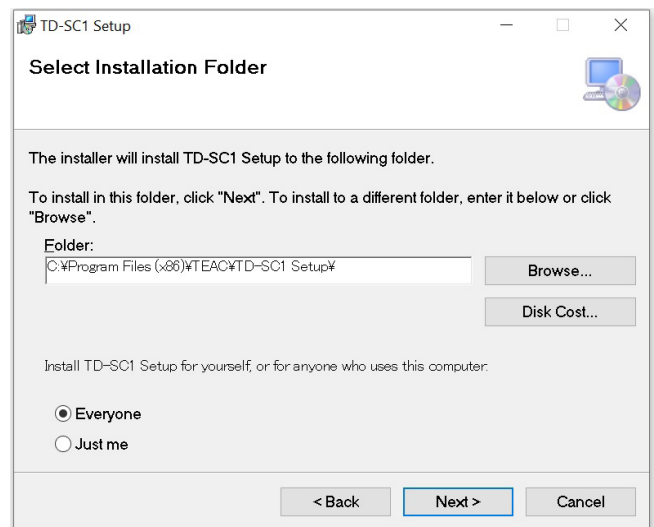 TD-SC1 Setup
Select Installation Folder
The installer will install TD-SC1 Setup to the following folder.
To install in this folder, click "Next". To install to a different folder, enter it below or click
"Browse".
Folder:
C:¥Program Files (x86)¥TEAC¥TD-SC1 Setup¥
Browse...
Disk Cost...
Install TD-SC1 Setup for yourself, or for anyone who uses this computer:
Everyone
Just me
< Back
Next >
Cancel